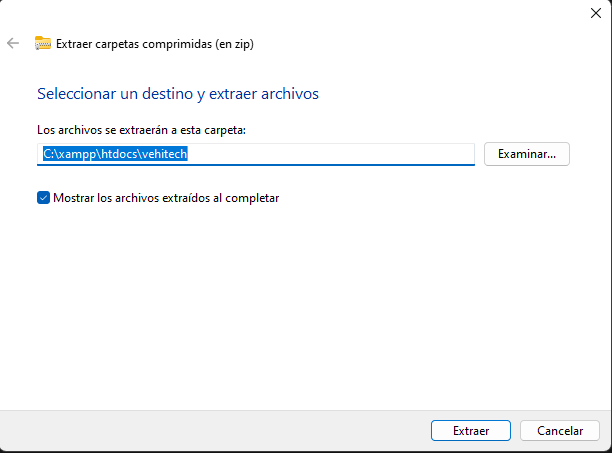 Extraer carpetas comprimidas (en zip)
Seleccionar un destino y extraer archivos
Los archivos se extraerán a esta carpeta:
C:\xampp\htdocs\vehitech
Examinar...
Mostrar los archivos extraídos al completar
Extraer
Cancelar